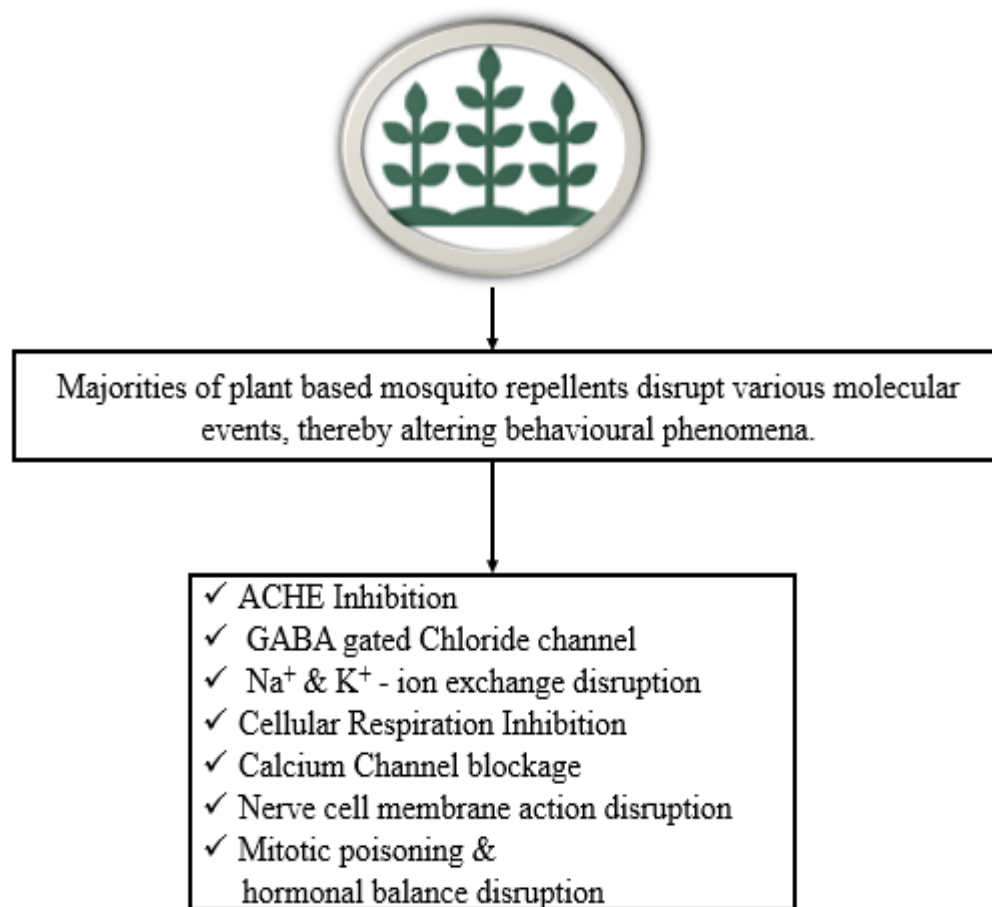 Majorities of plant based mosquito repellents disrupt various molecular
events, thereby altering behavioural phenomena.
✓ ACHE Inhibition
✓ GABA gated Chloride channel
✓ Na⁺ & K⁺ - ion exchange disruption
✓ Cellular Respiration Inhibition
✓ Calcium Channel blockage
✓ Nerve cell membrane action disruption
✓ Mitotic poisoning &
hormonal balance disruption